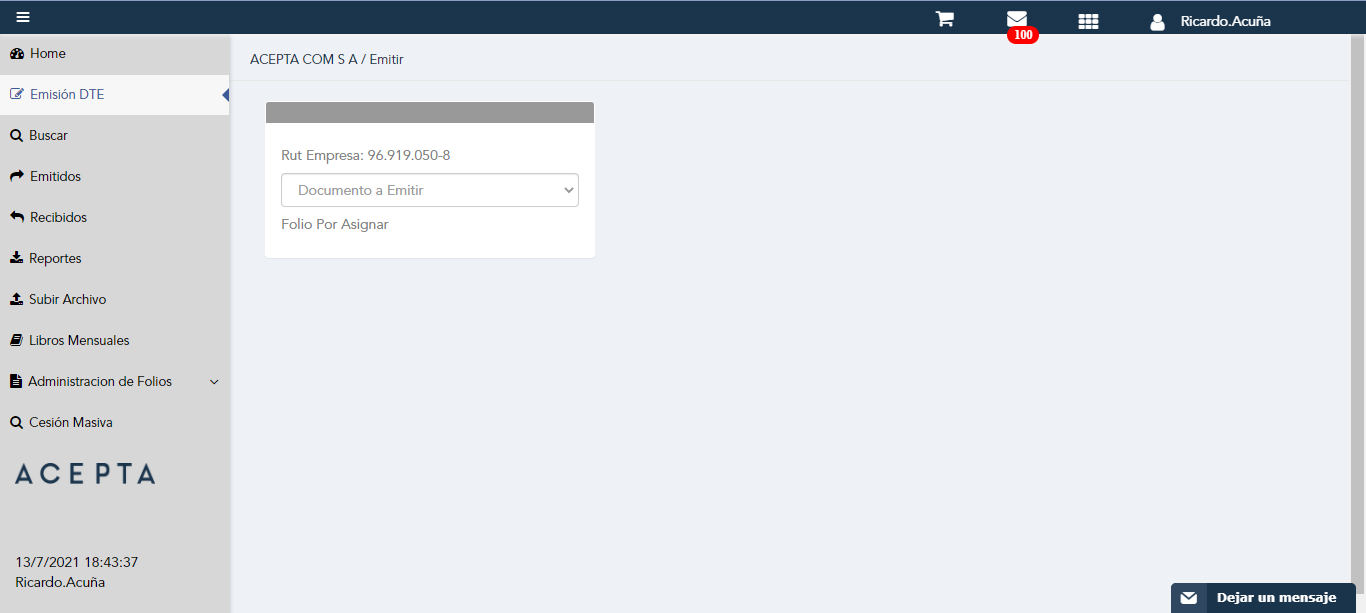 Ricardo.Acuña
100
Home
Emisión DTE
Buscar
Emitidos
Recibidos
Reportes
Subir Archivo
Libros Mensuales
Administracion de Folios
Cesión Masiva
ACEPTA
13/7/2021 18:43:37
Ricardo.Acuña
ACEPTA COM S A / Emitir
Rut Empresa: 96.919.050-8
Documento a Emitir
Folio Por Asignar
Dejar un mensaje